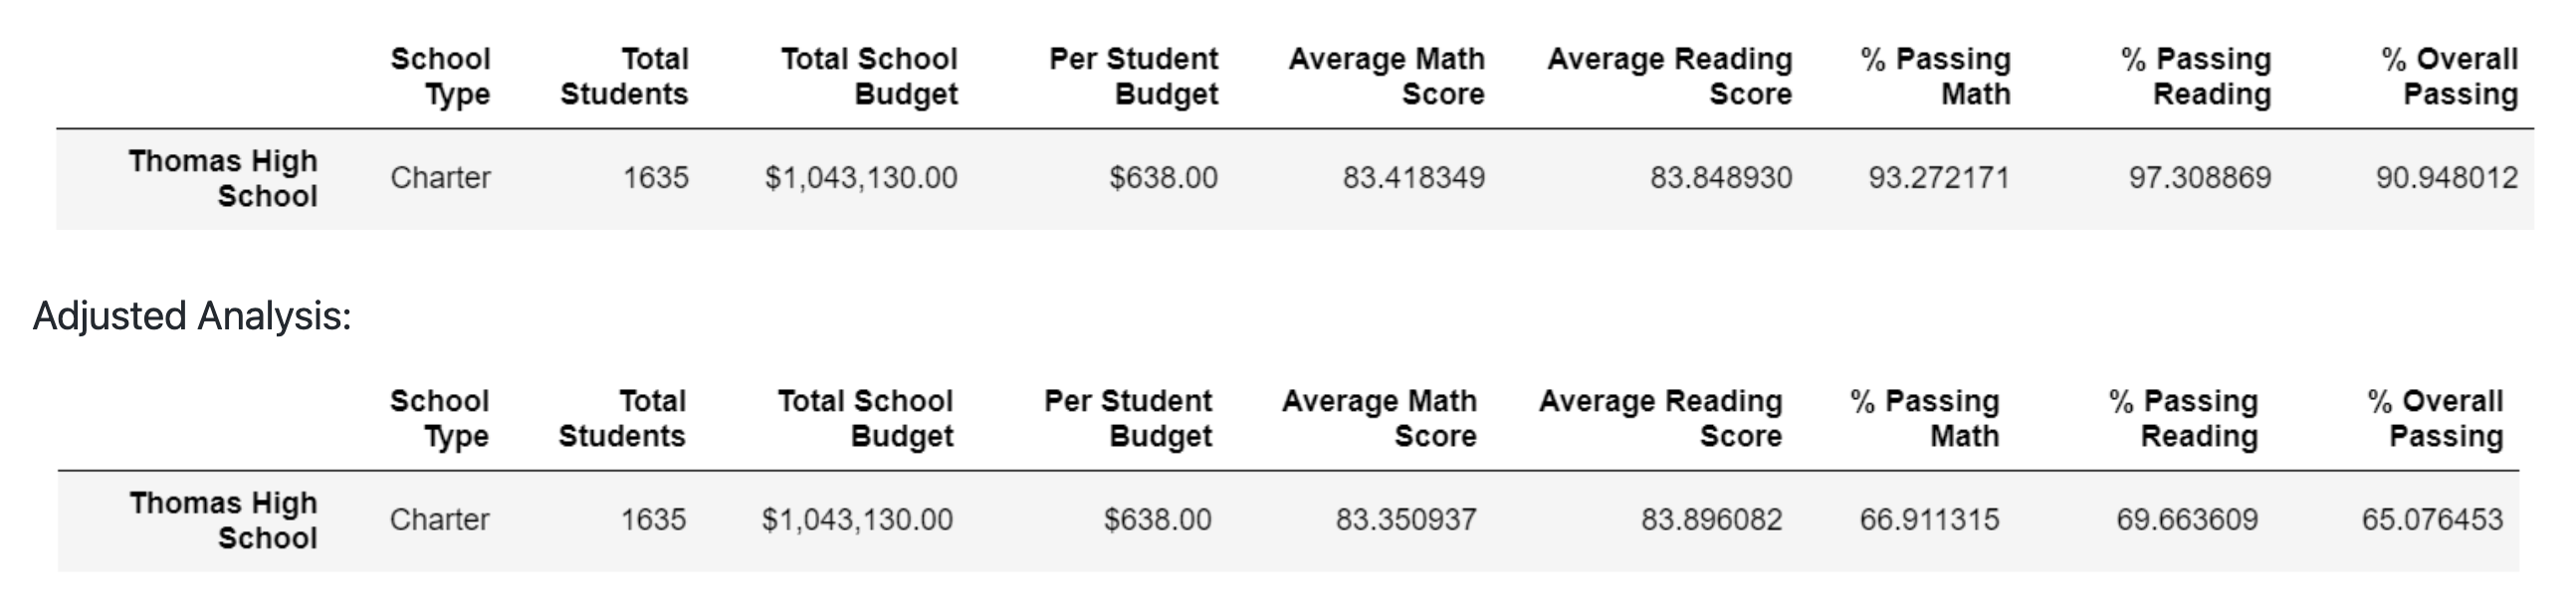 School Total Total School Per Student Average Math Average Reading % Passing % Passing % Overall
Type Students Budget Budget Score Score Math Reading Passing
Thomas High
School Charter 1635 $1,043,130.00 $638.00 83.418349 83.848930 93.272171 97.308869 90.948012
Adjusted Analysis:
School Total Total School Per Student Average Math Average Reading % Passing % Passing % Overall
Type Students Budget Budget Score Score Math Reading Passing
Thomas High
School Charter 1635 $1,043,130.00 $638.00 83.350937 83.896082 66.911315 69.663609 65.076453